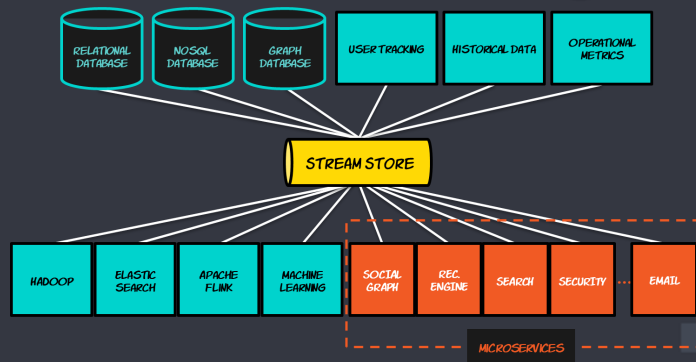 RELATIONAL
DATABASE
NOSQL
DATABASE
GRAPH
DATABASE
USER TRACKING
HISTORICAL DATA
OPERATIONAL
METRICS
STREAM STORE
HADOOP
ELASTIC
SEARCH
APACHE
FLINK
MACHINE
LEARNING
SOCIAL
GRAPH
REC.
ENGINE
SEARCH
SECURITY
...
EMAIL
MICROSERVICES